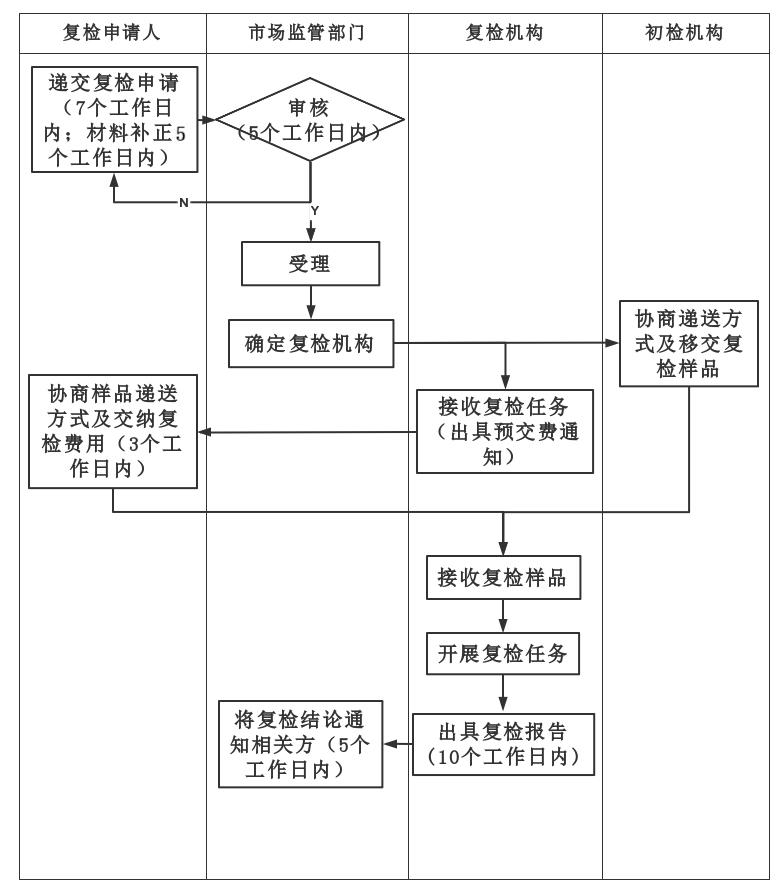 复检申请人
市场监管部门
复检机构
初检机构
递交复检申请
（7个工作日
内；材料补正5
个工作日内）
审核
（5个工作日内）
N
Y
受理
确定复检机构
协商递送方
式及移交复
检样品
协商样品递送
方式及交纳复
检费用（3个工
作日内）
接收复检任务
（出具预交费通
知）
接收复检样品
开展复检任务
将复检结论通
知相关方（5个
工作日内）
出具复检报告
（10个工作日内）